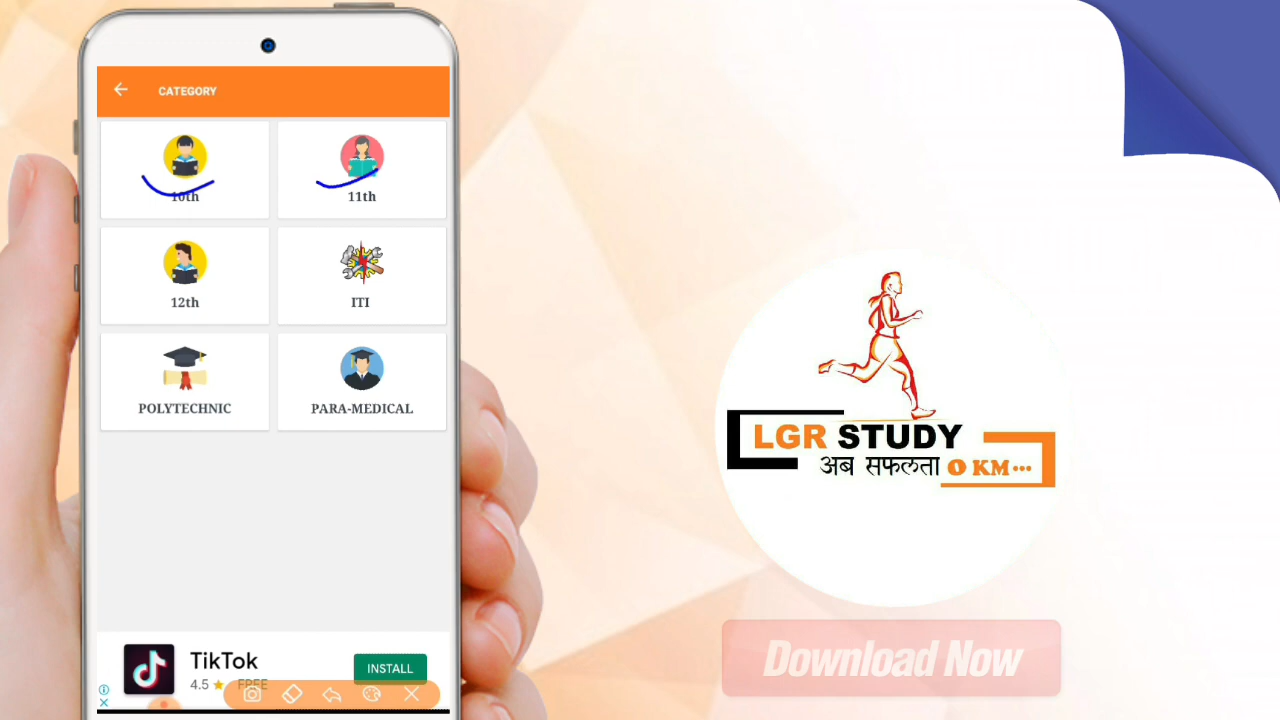 CATEGORY
10th
11th
12th
ITI
POLYTECHNIC
PARA-MEDICAL
TikTok
INSTALL
4.5 ★ FREE
LGR STUDY
अब सफलता 0 KM...
Download Now